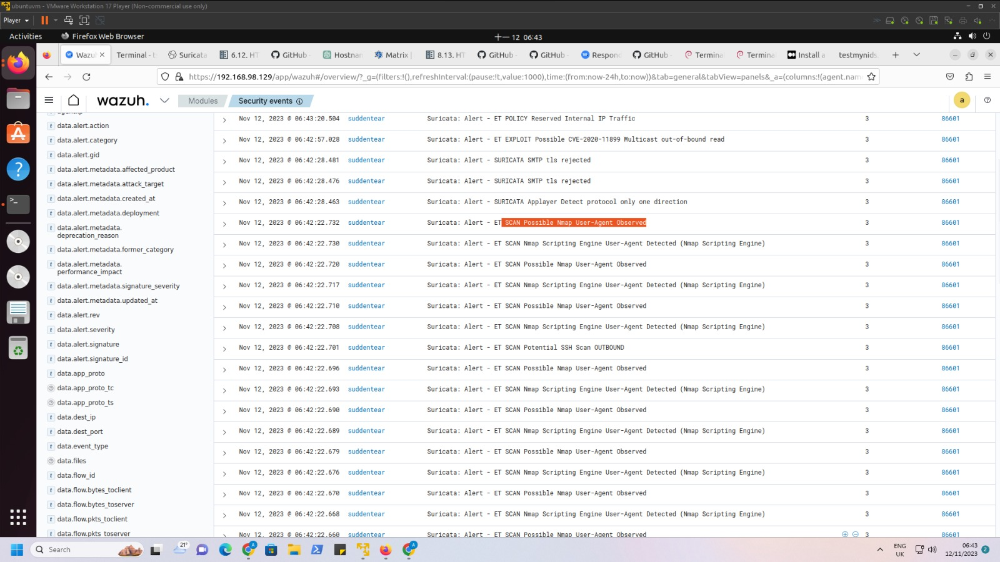 ubuntuvm - VMware Workstation 17 Player (Non-commercial use only)
Player
Activities
Firefox Web Browser
12 06:43
Wazuh
Terminal - t
Suricata
6.12. HT
GitHub -
Hostnam
Matrix |
8.13. HT
GitHub -
GitHub -
Respond
GitHub -
Termina
Termina
Install a
testmynids.
https://192.168.98.129/app/wazuh#/overview/?_g=(filters:!(),refreshInterval:(pause:!t,value:1000),time:(from:now-24h,to:now))&tab=general&tabView=panels&_a=(columns:!(agent.name
wazuh.
Modules
Security events
a
data.alert.action
data.alert.category
data.alert.gid
data.alert.metadata.affected_product
data.alert.metadata.attack_target
data.alert.metadata.created_at
data.alert.metadata.deployment
data.alert.metadata.
deprecation_reason
data.alert.metadata.former_category
data.alert.metadata.
performance_impact
data.alert.metadata.signature_severity
data.alert.metadata.updated_at
data.alert.rev
data.alert.severity
data.alert.signature
data.alert.signature_id
data.app_proto
data.app_proto_tc
data.app_proto_ts
data.dest_ip
data.dest_port
data.event_type
data.files
data.flow_id
data.flow.bytes_toclient
data.flow.bytes_toserver
data.flow.pkts_toclient
data.flow.pkts_toserver
Nov 12, 2023 @ 06:43:20.504 suddentear Suricata: Alert - ET POLICY Reserved Internal IP Traffic 3 86601
Nov 12, 2023 @ 06:42:57.028 suddentear Suricata: Alert - ET EXPLOIT Possible CVE-2020-11899 Multicast out-of-bound read 3 86601
Nov 12, 2023 @ 06:42:28.481 suddentear Suricata: Alert - SURICATA SMTP tls rejected 3 86601
Nov 12, 2023 @ 06:42:28.476 suddentear Suricata: Alert - SURICATA SMTP tls rejected 3 86601
Nov 12, 2023 @ 06:42:28.463 suddentear Suricata: Alert - SURICATA Applayer Detect protocol only one direction 3 86601
Nov 12, 2023 @ 06:42:22.732 suddentear Suricata: Alert - ET SCAN Possible Nmap User-Agent Observed 3 86601
Nov 12, 2023 @ 06:42:22.730 suddentear Suricata: Alert - ET SCAN Nmap Scripting Engine User-Agent Detected (Nmap Scripting Engine) 3 86601
Nov 12, 2023 @ 06:42:22.720 suddentear Suricata: Alert - ET SCAN Possible Nmap User-Agent Observed 3 86601
Nov 12, 2023 @ 06:42:22.717 suddentear Suricata: Alert - ET SCAN Nmap Scripting Engine User-Agent Detected (Nmap Scripting Engine) 3 86601
Nov 12, 2023 @ 06:42:22.710 suddentear Suricata: Alert - ET SCAN Possible Nmap User-Agent Observed 3 86601
Nov 12, 2023 @ 06:42:22.708 suddentear Suricata: Alert - ET SCAN Nmap Scripting Engine User-Agent Detected (Nmap Scripting Engine) 3 86601
Nov 12, 2023 @ 06:42:22.701 suddentear Suricata: Alert - ET SCAN Potential SSH Scan OUTBOUND 3 86601
Nov 12, 2023 @ 06:42:22.696 suddentear Suricata: Alert - ET SCAN Possible Nmap User-Agent Observed 3 86601
Nov 12, 2023 @ 06:42:22.693 suddentear Suricata: Alert - ET SCAN Nmap Scripting Engine User-Agent Detected (Nmap Scripting Engine) 3 86601
Nov 12, 2023 @ 06:42:22.690 suddentear Suricata: Alert - ET SCAN Possible Nmap User-Agent Observed 3 86601
Nov 12, 2023 @ 06:42:22.689 suddentear Suricata: Alert - ET SCAN Nmap Scripting Engine User-Agent Detected (Nmap Scripting Engine) 3 86601
Nov 12, 2023 @ 06:42:22.679 suddentear Suricata: Alert - ET SCAN Possible Nmap User-Agent Observed 3 86601
Nov 12, 2023 @ 06:42:22.676 suddentear Suricata: Alert - ET SCAN Nmap Scripting Engine User-Agent Detected (Nmap Scripting Engine) 3 86601
Nov 12, 2023 @ 06:42:22.670 suddentear Suricata: Alert - ET SCAN Possible Nmap User-Agent Observed 3 86601
Nov 12, 2023 @ 06:42:22.668 suddentear Suricata: Alert - ET SCAN Nmap Scripting Engine User-Agent Detected (Nmap Scripting Engine) 3 86601
Nov 12, 2023 @ 06:42:22.660 suddentear Suricata: Alert - ET SCAN Possible Nmap User-Agent Observed 3 86601
Search
21°
ENG
UK
06:43
12/11/2023
2